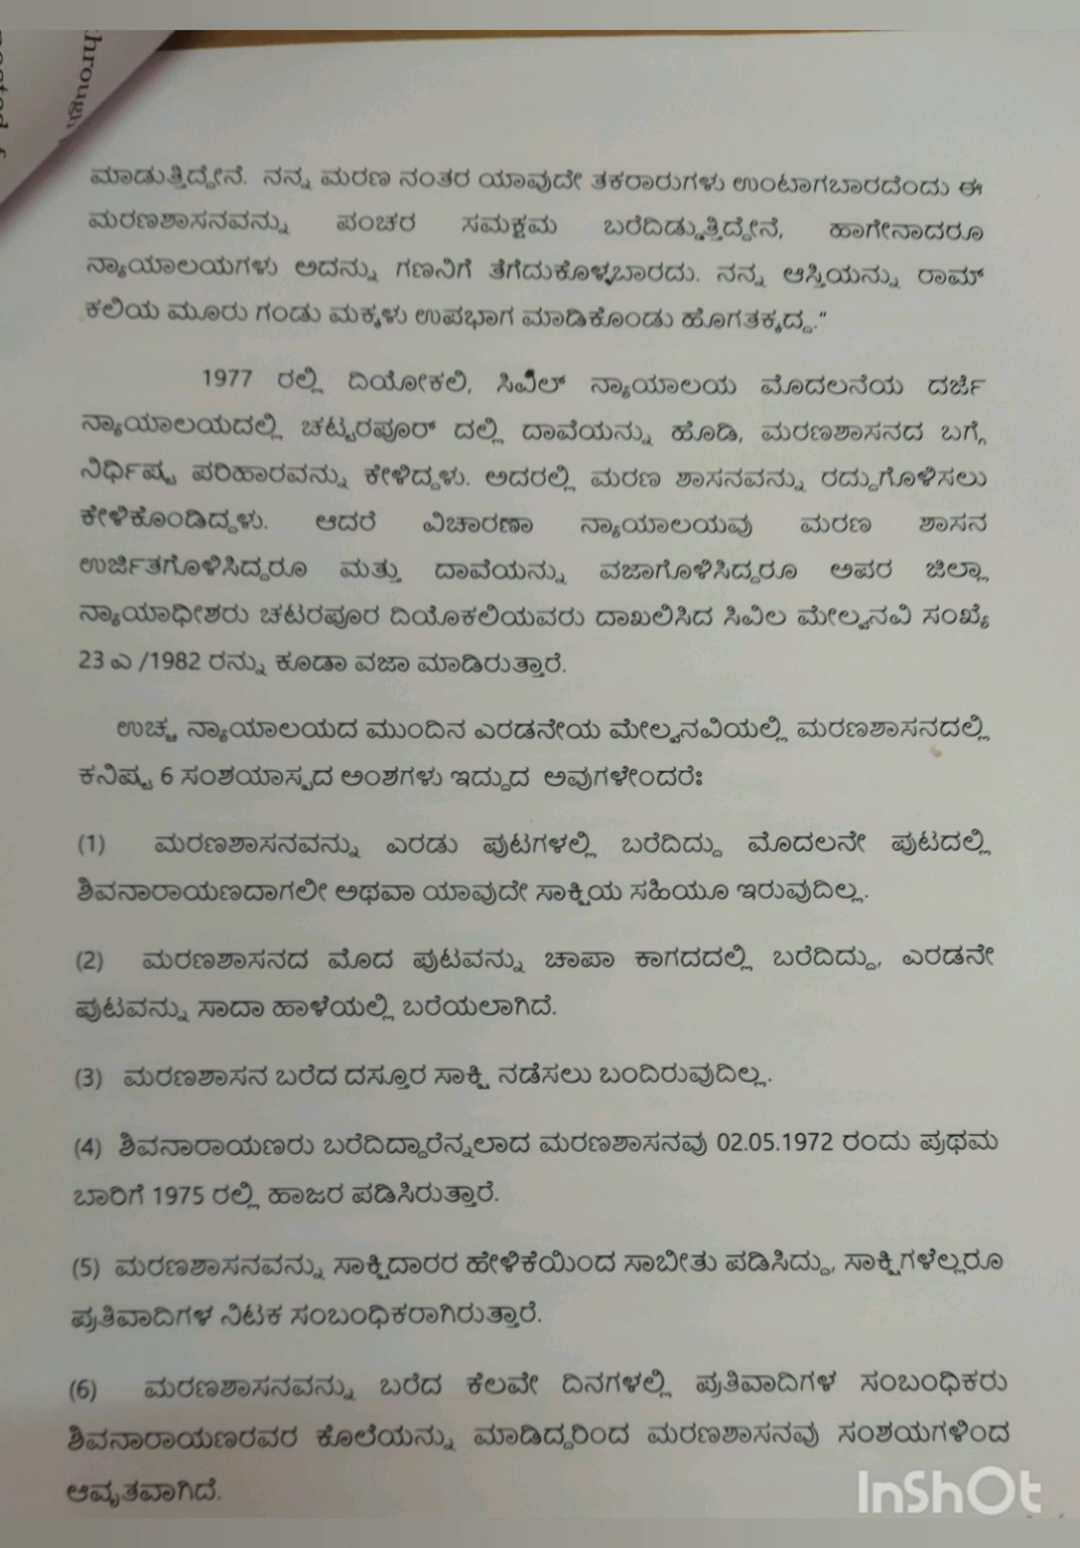 through
ಮಾಡುತ್ತಿದ್ದೇನೆ. ನನ್ನ ಮರಣ ನಂತರ ಯಾವುದೇ ತಕರಾರುಗಳು ಉಂಟಾಗಬಾರದೆಂದು ಈ
ಮರಣಶಾಸನವನ್ನು ಪಂಚರ ಸಮಕ್ಷಮ ಬರೆದಿಡ್ಡುತ್ತಿದ್ದೇನೆ, ಹಾಗೇನಾದರೂ
ನ್ಯಾಯಾಲಯಗಳು ಅದನ್ನು ಗಣನಿಗೆ ತೆಗೆದುಕೊಳ್ಳಬಾರದು. ನನ್ನ ಆಸ್ತಿಯನ್ನು ರಾಮ್
ಕಲಿಯ ಮೂರು ಗಂಡು ಮಕ್ಕಳು ಉಪಭಾಗ ಮಾಡಿಕೊಂಡು ಹೊಗತಕ್ಕದ್ದ."
1977 ರಲ್ಲಿ ದಿಯೋಕಲಿ, ಸಿವಿಲ್ ನ್ಯಾಯಾಲಯ ಮೊದಲನೆಯ ದರ್ಜೆ
ನ್ಯಾಯಾಲಯದಲ್ಲಿ ಚಟ್ಟರಪೂರ್ ದಲ್ಲಿ ದಾವೆಯನ್ನು ಹೊಡಿ, ಮರಣಶಾಸನದ ಬಗ್ಗೆ
ನಿರ್ಧಿಷ್ಟ ಪರಿಹಾರವನ್ನು ಕೇಳಿದ್ದಳು. ಅದರಲ್ಲಿ ಮರಣ ಶಾಸನವನ್ನು ರದ್ದುಗೊಳಿಸಲು
ಕೇಳಿಕೊಂಡಿದ್ದಳು. ಆದರೆ ವಿಚಾರಣಾ ನ್ಯಾಯಾಲಯವು ಮರಣ ಶಾಸನ
ಉರ್ಜಿತಗೊಳಿಸಿದ್ದರೂ ಮತ್ತು ದಾವೆಯನ್ನು ವಜಾಗೊಳಿಸಿದ್ದರೂ ಅಪರ ಜಿಲ್ಲಾ
ನ್ಯಾಯಾಧೀಶರು ಚಟರಪೂರ ದಿಯೊಕಲಿಯವರು ದಾಖಲಿಸಿದ ಸಿವಿಲ ಮೇಲ್ಮನವಿ ಸಂಖ್ಯೆ
23 ಎ /1982 ರನ್ನು ಕೂಡಾ ವಜಾ ಮಾಡಿರುತ್ತಾರೆ.
ಉಚ್ಚ ನ್ಯಾಯಾಲಯದ ಮುಂದಿನ ಎರಡನೇಯ ಮೇಲ್ಮನವಿಯಲ್ಲಿ ಮರಣಶಾಸನದಲ್ಲಿ
ಕನಿಷ್ಟ 6 ಸಂಶಯಾಸ್ಪದ ಅಂಶಗಳು ಇದ್ದುದ ಅವುಗಳೇಂದರೆಃ
(1) ಮರಣಶಾಸನವನ್ನು ಎರಡು ಪುಟಗಳಲ್ಲಿ ಬರೆದಿದ್ದು ಮೊದಲನೇ ಪುಟದಲ್ಲಿ
ಶಿವನಾರಾಯಣದಾಗಲೀ ಅಥವಾ ಯಾವುದೇ ಸಾಕ್ಷಿಯ ಸಹಿಯೂ ಇರುವುದಿಲ್ಲ.
(2) ಮರಣಶಾಸನದ ಮೊದ ಪುಟವನ್ನು ಚಾಪಾ ಕಾಗದದಲ್ಲಿ ಬರೆದಿದ್ದು, ಎರಡನೇ
ಪುಟವನ್ನು ಸಾದಾ ಹಾಳೆಯಲ್ಲಿ ಬರೆಯಲಾಗಿದೆ.
(3) ಮರಣಶಾಸನ ಬರೆದ ದಸ್ತೂರ ಸಾಕ್ಷಿ ನಡೆಸಲು ಬಂದಿರುವುದಿಲ್ಲ.
(4) ಶಿವನಾರಾಯಣರು ಬರೆದಿದ್ದಾರೆನ್ನಲಾದ ಮರಣಶಾಸನವು 02.05.1972 ರಂದು ಪ್ರಥಮ
ಬಾರಿಗೆ 1975 ರಲ್ಲಿ ಹಾಜರ ಪಡಿಸಿರುತ್ತಾರೆ.
(5) ಮರಣಶಾಸನವನ್ನು ಸಾಕ್ಷಿದಾರರ ಹೇಳಿಕೆಯಿಂದ ಸಾಬೀತು ಪಡಿಸಿದ್ದು, ಸಾಕ್ಷಿಗಳೆಲ್ಲರೂ
ಪ್ರತಿವಾದಿಗಳ ನಿಟಕ ಸಂಬಂಧಿಕರಾಗಿರುತ್ತಾರೆ.
(6) ಮರಣಶಾಸನವನ್ನು ಬರೆದ ಕೆಲವೇ ದಿನಗಳಲ್ಲಿ ಪ್ರತಿವಾದಿಗಳ ಸಂಬಂಧಿಕರು
ಶಿವನಾರಾಯಣರವರ ಕೊಲೆಯನ್ನು ಮಾಡಿದ್ದರಿಂದ ಮರಣಶಾಸನವು ಸಂಶಯಗಳಿಂದ
ಆವೃತವಾಗಿದೆ.
InShOt